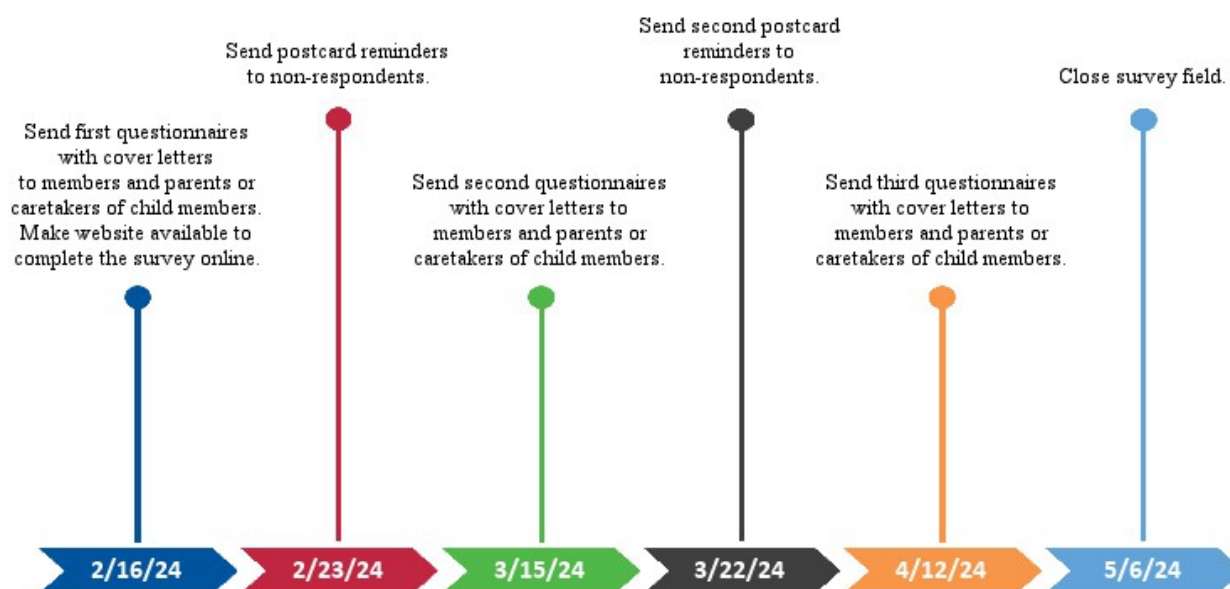 Send first questionnaires
with cover letters
to members and parents or
caretakers of child members.
Make website available to
complete the survey online.
Send postcard reminders
to non-respondents.
Send second questionnaires
with cover letters to
members and parents or
caretakers of child members.
Send second postcard
reminders to
non-respondents.
Send third questionnaires
with cover letters to
members and parents or
caretakers of child members.
Close survey field.
2/16/24
2/23/24
3/15/24
3/22/24
4/12/24
5/6/24